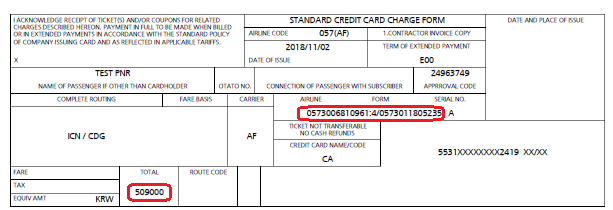 I ACKNOWLEDGE RECEIPT OF TICKET(S) AND/OR COUPONS FOR RELATED
CHARGES DESCRIBED HEREON. PAYMENT IN FULL TO BE MADE WHEN BILLED
OR IN EXTENDED PAYMENTS IN ACCORDANCE WITH THE STANDARD POLICY
OF COMPANY ISSUING CARD AND AS REFLECTED IN APPLICABLE TARIFFS.
X
STANDARD CREDIT CARD CHARGE FORM
AIRLINE CODE 057(AF)
1.CONTRACTOR INVOICE COPY
2018/11/02
DATE OF ISSUE
TERM OF EXTENDED PAYMENT
E00
DATE AND PLACE OF ISSUE
TEST PNR
24963749
NAME OF PASSENGER IF OTHER THAN CARDHOLDER
OTATO NO.
CONNECTION OF PASSENGER WITH SUBSCRIBER
APPRROVAL CODE
COMPLETE ROUTING
FARE BASIS
CARRIER
AIRLINE
FORM
SERIAL NO.
0573006810961:4/0573011805235 A
ICN / CDG
AF
TICKET NOT TRANSFERABLE
NO CASH REFUNDS
CREDIT CARD NAME/CODE
CA
5531XXXXXXXX2419 XX/XX
FARE
TOTAL
ROUTE CODE
TAX
509000
EQUIV AMT KRW